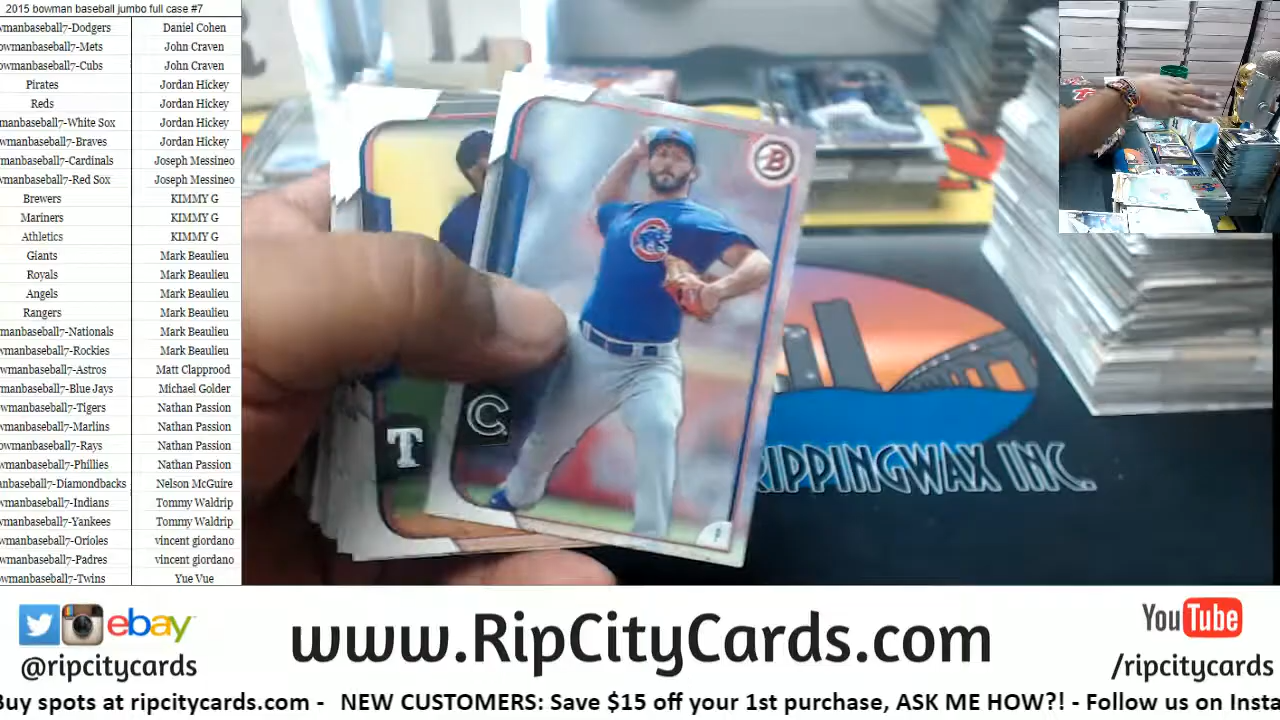 2015 bowman baseball jumbo full case #7
wmanbaseball7-Dodgers Daniel Cohen
owmanbaseball7-Mets John Craven
owmanbaseball7-Cubs John Craven
Pirates Jordan Hickey
Reds Jordan Hickey
manbaseball7-White Sox Jordan Hickey
wmanbaseball7-Braves Jordan Hickey
manbaseball7-Cardinals Joseph Messineo
wmanbaseball7-Red Sox Joseph Messineo
Brewers KIMMY G
Mariners KIMMY G
Athletics KIMMY G
Giants Mark Beaulieu
Royals Mark Beaulieu
Angels Mark Beaulieu
Rangers Mark Beaulieu
manbaseball7-Nationals Mark Beaulieu
wmanbaseball7-Rockies Mark Beaulieu
wmanbaseball7-Astros Matt Clapprood
manbaseball7-Blue Jays Michael Golder
wmanbaseball7-Tigers Nathan Passion
wmanbaseball7-Marlins Nathan Passion
owmanbaseball7-Rays Nathan Passion
wmanbaseball7-Phillies Nathan Passion
anbaseball7-Diamondbacks Nelson McGuire
wmanbaseball7-Indians Tommy Waldrip
wmanbaseball7-Yankees Tommy Waldrip
wmanbaseball7-Orioles vincent giordano
wmanbaseball7-Padres vincent giordano
wmanbaseball7-Twins Yue Vue
B
C
T
P
RIPPINGWAX INC.
ebay
@ripcitycards
www.RipCityCards.com
YouTube
/ripcitycards
Buy spots at ripcitycards.com - NEW CUSTOMERS: Save $15 off your 1st purchase, ASK ME HOW?! - Follow us on Insta